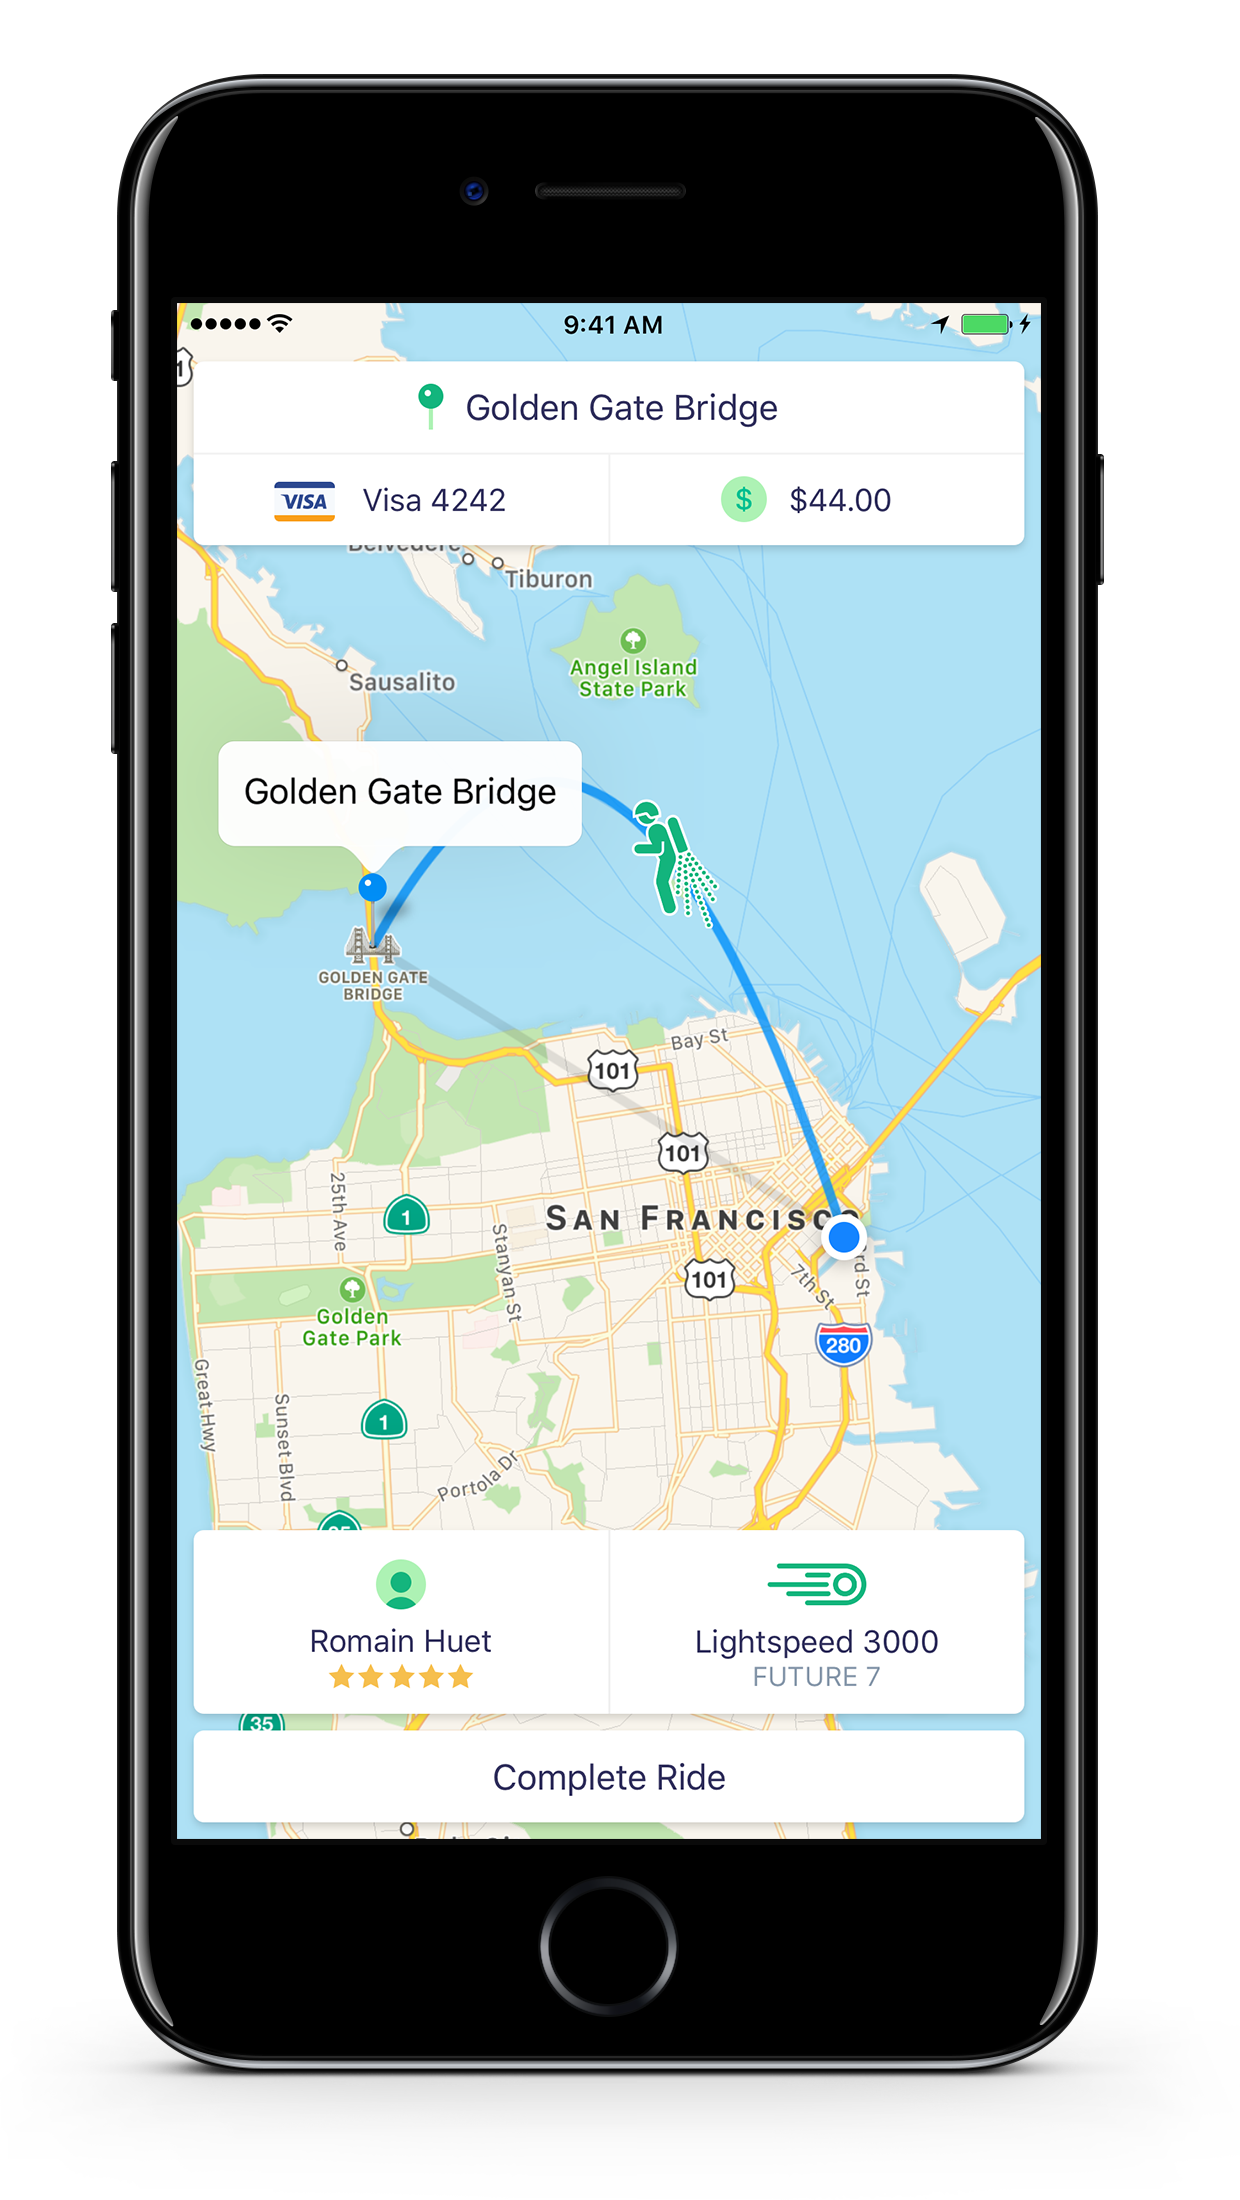 9:41 AM
1
Golden Gate Bridge
VISA
Visa 4242
$
$44.00
Belvedere
Tiburon
Angel Island
State Park
Sausalito
Golden Gate Bridge
GOLDEN GATE
BRIDGE
Bay St
101
101
25th Ave
1
SAN FRANCISCO
Stanyan St
101
7th St
3rd St
280
Golden
Gate Park
Great Hwy
Sunset Blvd
1
Portola Dr
35
Romain Huet
Lightspeed 3000
FUTURE 7
35
Complete Ride